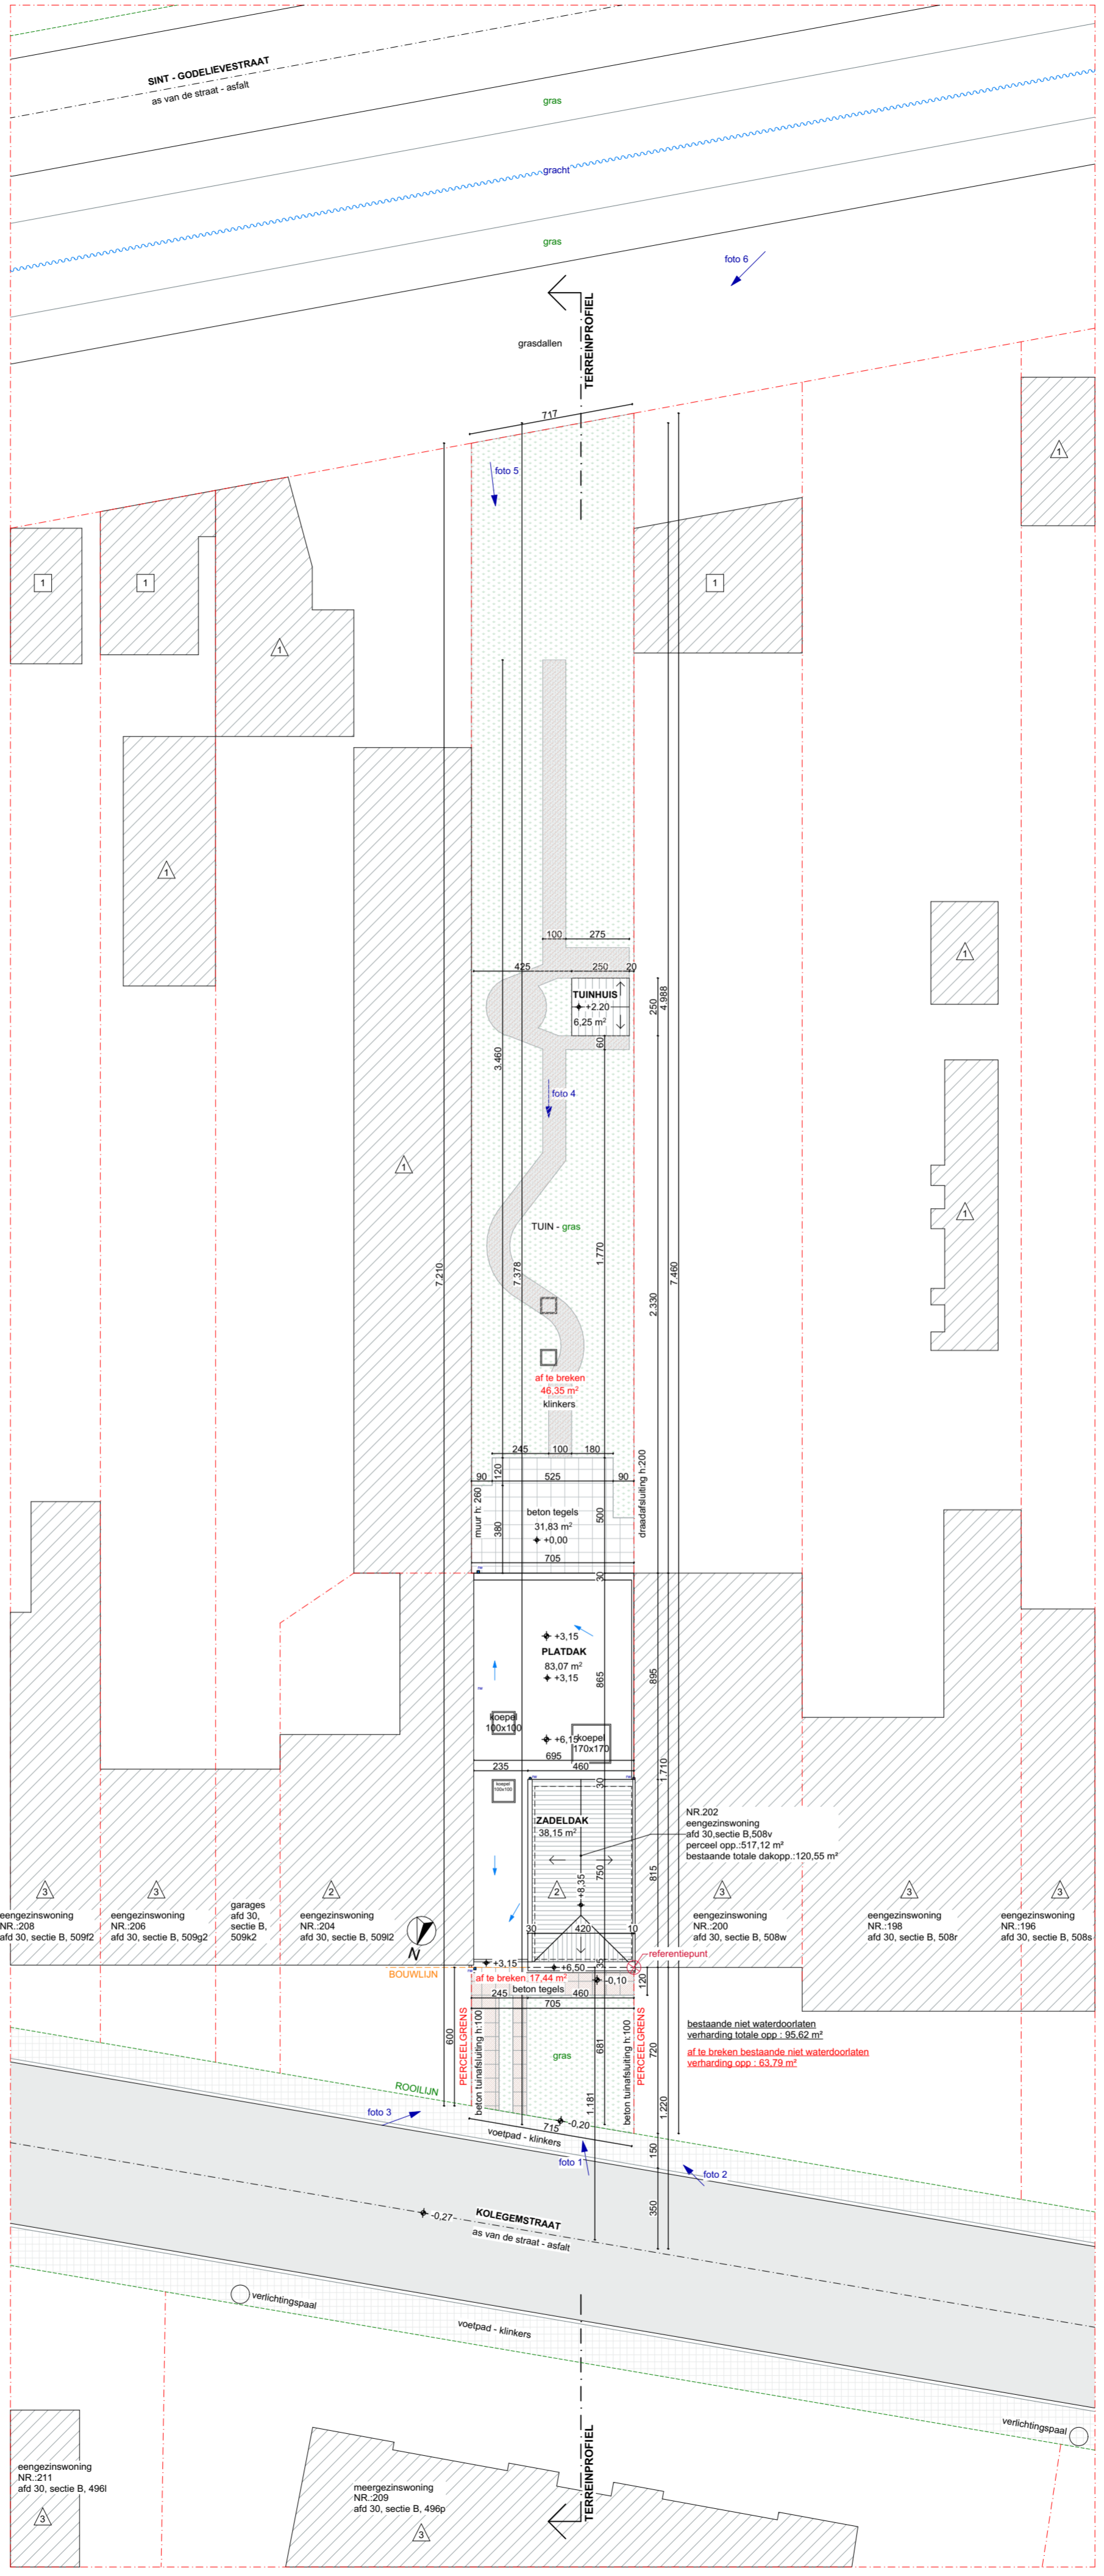 SINT - GODELIEVESTRAAT
as van de straat - asfalt
gras
gracht
gras
foto 6
TERREINPROFIEL
grasdallen
717
foto 5
1
1
1
1
1
1
100
275
425
250
20
TUINHUIS
+2.20
6,25 m²
250
4.988
60
3.460
1
foto 4
1
1
TUIN - gras
7.210
7.378
1.770
2.330
7.460
af te breken
46,35 m²
klinkers
245
100
180
90
120
525
90
muur h: 260
380
beton tegels
31,83 m²
+0,00
500
draadafsluiting h:200
705
30
+3,15
PLATDAK
83,07 m²
+3,15
865
895
koepel
100x100
+6,15
koepel
170x170
695
235
460
1.710
30
koepel
100x100
ZADELDAK
38,15 m²
NR.202
eengezinswoning
afd 30,sectie B,508v
perceel opp.:517,12 m²
bestaande totale dakopp.:120,55 m²
750
815
+8,35
2
3
eengezinswoning
NR.:208
afd 30, sectie B, 509f2
3
eengezinswoning
NR.:206
afd 30, sectie B, 509g2
garages
afd 30,
sectie B,
509k2
2
eengezinswoning
NR.:204
afd 30, sectie B, 509l2
N
30
420
10
3
eengezinswoning
NR.:200
afd 30, sectie B, 508w
3
eengezinswoning
NR.:198
afd 30, sectie B, 508r
3
eengezinswoning
NR.:196
afd 30, sectie B, 508s
referentiepunt
BOUWLIJN
+3,15
+6,50
35
af te breken 17,44 m²
-0,10
120
beton tegels
245
460
705
PERCEELGRENS
beton tuinafsluiting h:100
600
gras
681
beton tuinafsluiting h:100
PERCEELGRENS
720
bestaande niet waterdoorlaten
verharding totale opp : 95,62 m²
af te breken bestaande niet waterdoorlaten
verharding opp : 63,79 m²
ROOILIJN
foto 3
1.181
1.220
-0,20
715
voetpad - klinkers
150
foto 1
foto 2
350
-0,27
KOLEGEMSTRAAT
as van de straat - asfalt
verlichtingspaal
voetpad - klinkers
verlichtingspaal
TERREINPROFIEL
eengezinswoning
NR.:211
afd 30, sectie B, 496l
3
meergezinswoning
NR.:209
afd 30, sectie B, 496p
3